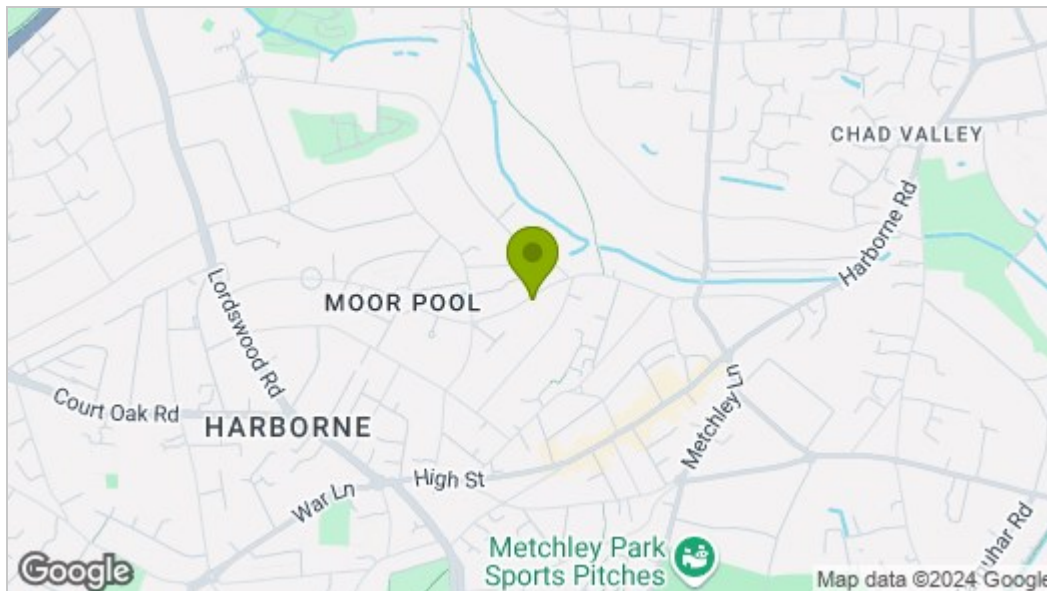 CHAD VALLEY
Harborne Rd
Lordswood Rd
MOOR POOL
Court Oak Rd
HARBORNE
Metchley Ln
High St
War Ln
Metchley Park
Sports Pitches
Google
Map data ©2024 Google